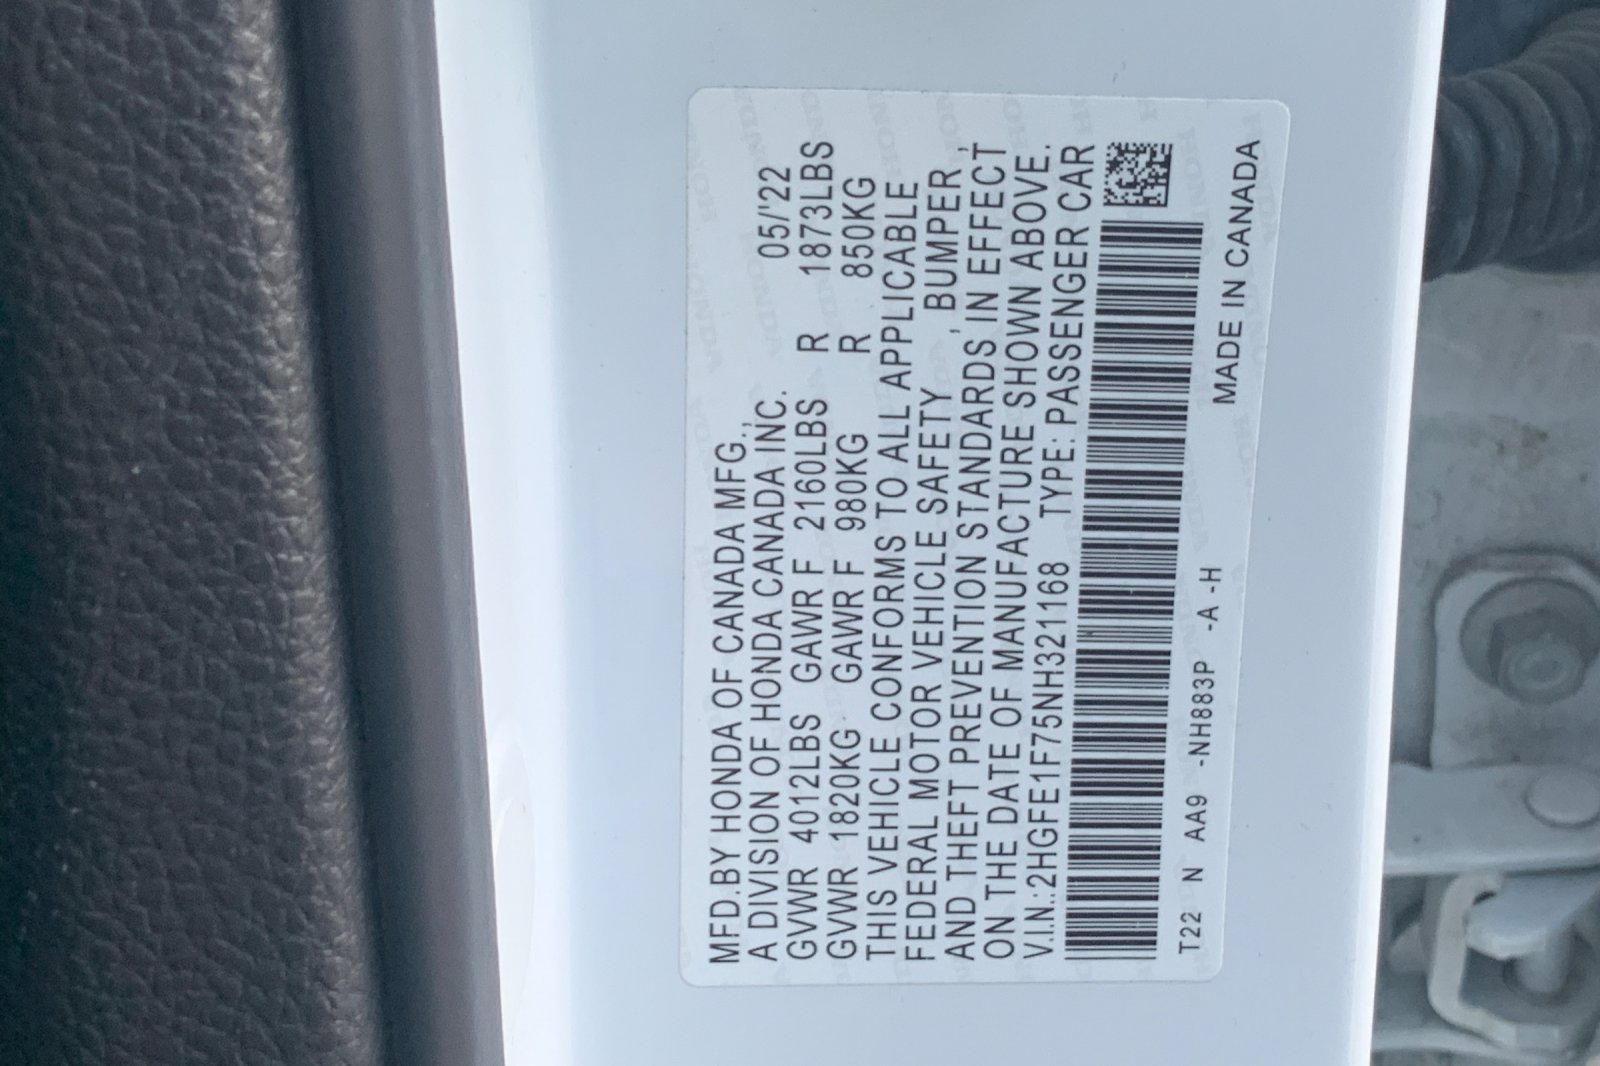 MFD.BY HONDA OF CANADA MFG.,
A DIVISION OF HONDA CANADA INC. 05/'22
GVWR 4012LBS GAWR F 2160LBS R 1873LBS
GVWR 1820KG GAWR F 980KG R 850KG
THIS VEHICLE CONFORMS TO ALL APPLICABLE
FEDERAL MOTOR VEHICLE SAFETY, BUMPER,
AND THEFT PREVENTION STANDARDS IN EFFECT
ON THE DATE OF MANUFACTURE SHOWN ABOVE.
V.I.N.:2HGFE1F75NH321168 TYPE: PASSENGER CAR
T22 N AA9 -NH883P -A -H MADE IN CANADA